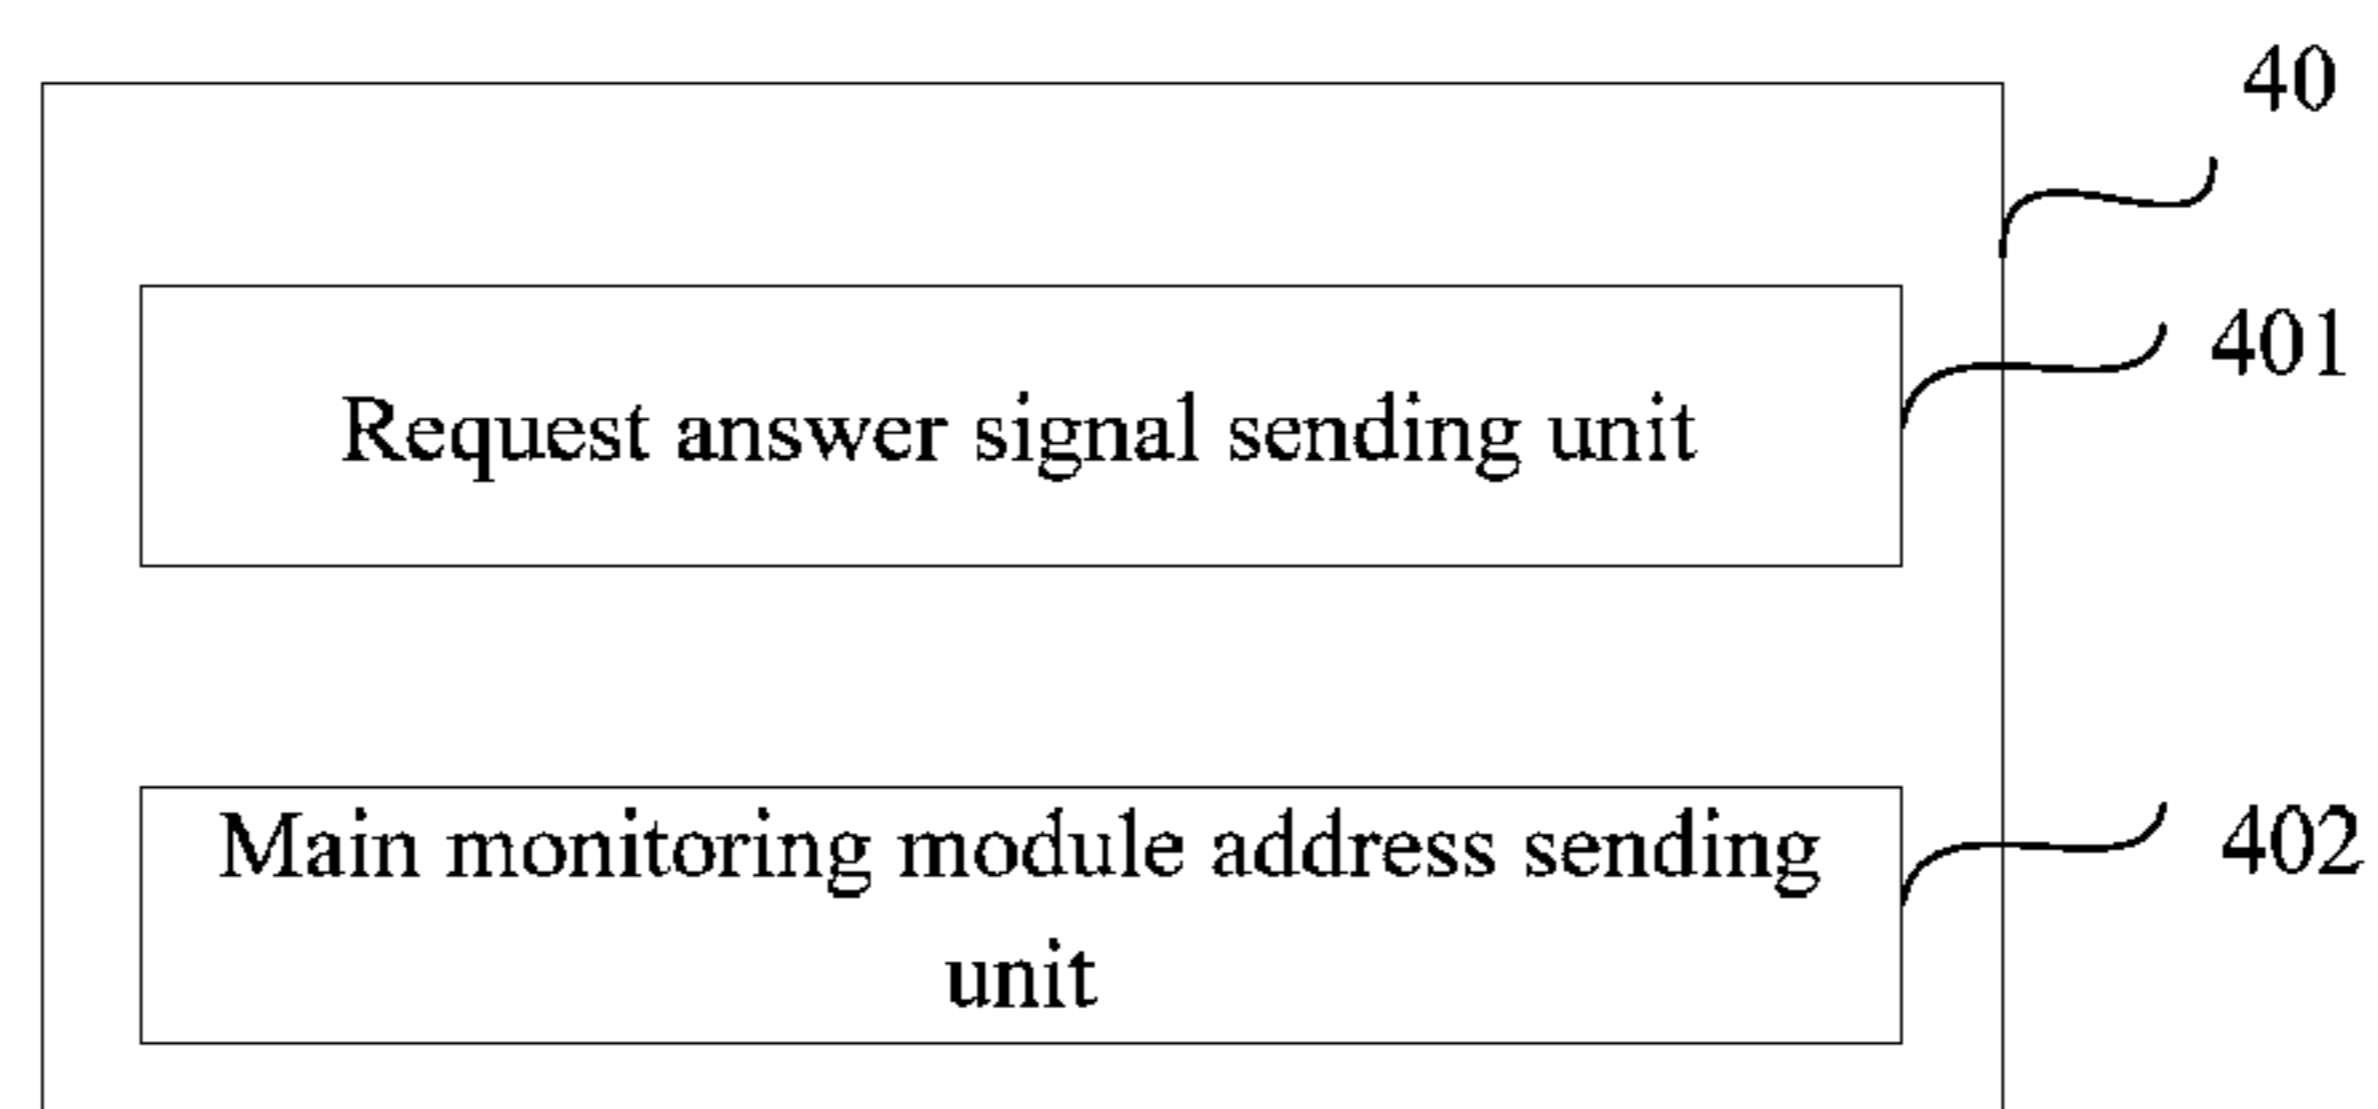 40
401
Request answer signal sending unit
Main monitoring module address sending
unit
402